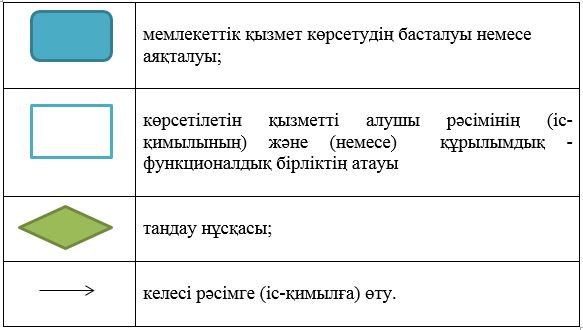 мемлекеттік қызмет көрсетудің басталуы немесе
аяқталуы;
көрсетілетін қызметті алушы рәсімінің (іс-
қимылының) және (немесе) құрылымдық -
функционалдық бірліктің атауы
таңдау нұсқасы;
келесі рәсімге (іс-қимылға) өту.